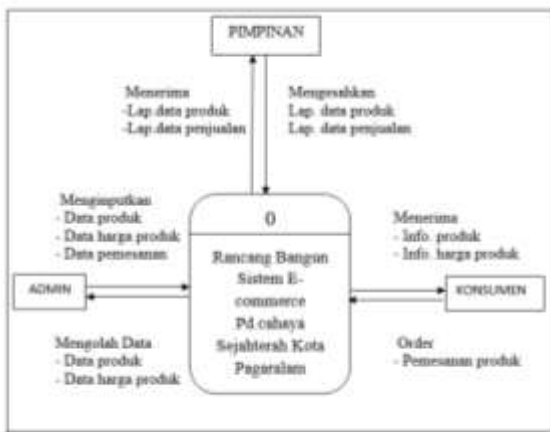 PIMPINAN
Menerima
-Lap data produk
-Lap.data penjualan
Mengesahkan
Lap. data produk
Lap. data penjualan
Menginputkan
- Data produk
- Data harga produk
- Data pemesanan
0
Rancang Bangun
Sistem E-
commerce
Pd cahaya
Sejahterah Kota
Pagaralam
Menerima
- Info. produk
- Info. harga produk
ADMIN
KONSUMEN
Mengolah Data
- Data produk
- Data harga produk
Order
- Pemesanan produk